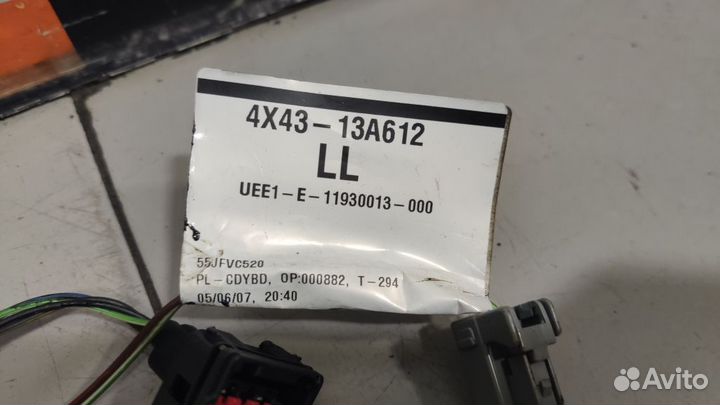 4X43-13A612
LL
UEE1-E-11930013-000
55JFVC520
PL-CDYBD, OP:000882, T-294
05/06/07, 20:40
Avito